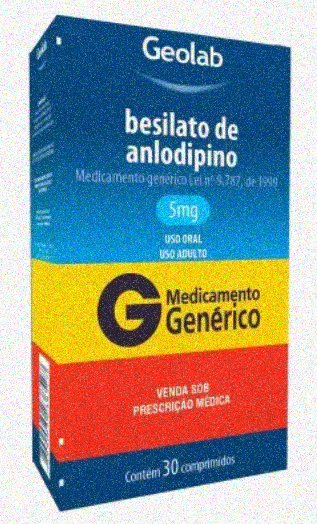 Geolab
besilato de
anlodipino
Medicamento genérico Lei nº 9.787, de 1999
5mg
USO ORAL
USO ADULTO
G Medicamento
Genérico
VENDA SOB
PRESCRIÇÃO MÉDICA
Contém 30 comprimidos